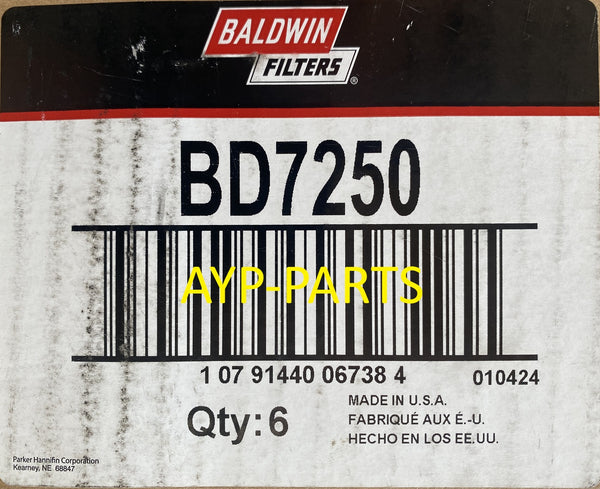 BALDWIN
FILTERS®
BD7250
AYP-PARTS
1 07 91440 06738 4
010424
Qty: 6
MADE IN U.S.A.
FABRIQUÉ AUX É.-U.
HECHO EN LOS EE.UU.
Parker Hannifin Corporation
Kearney, NE 68847